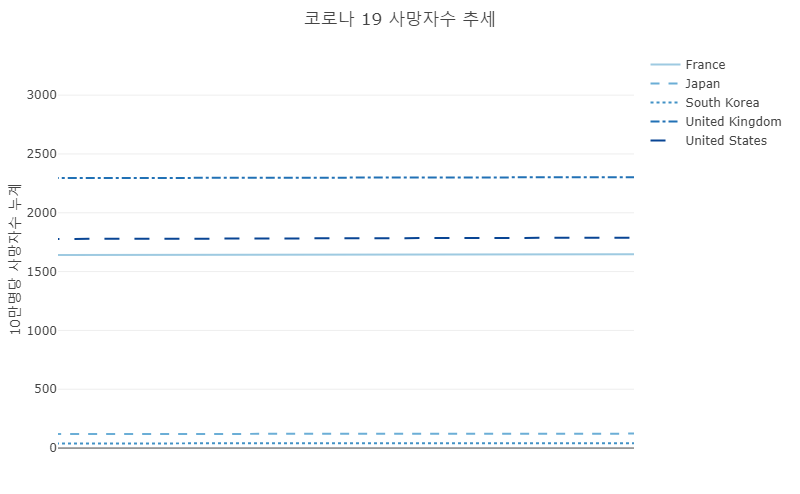 코로나 19 사망자수 추세
France
Japan
South Korea
United Kingdom
United States
10만명당 사망자수 누계
3000
2500
2000
1500
1000
500
0